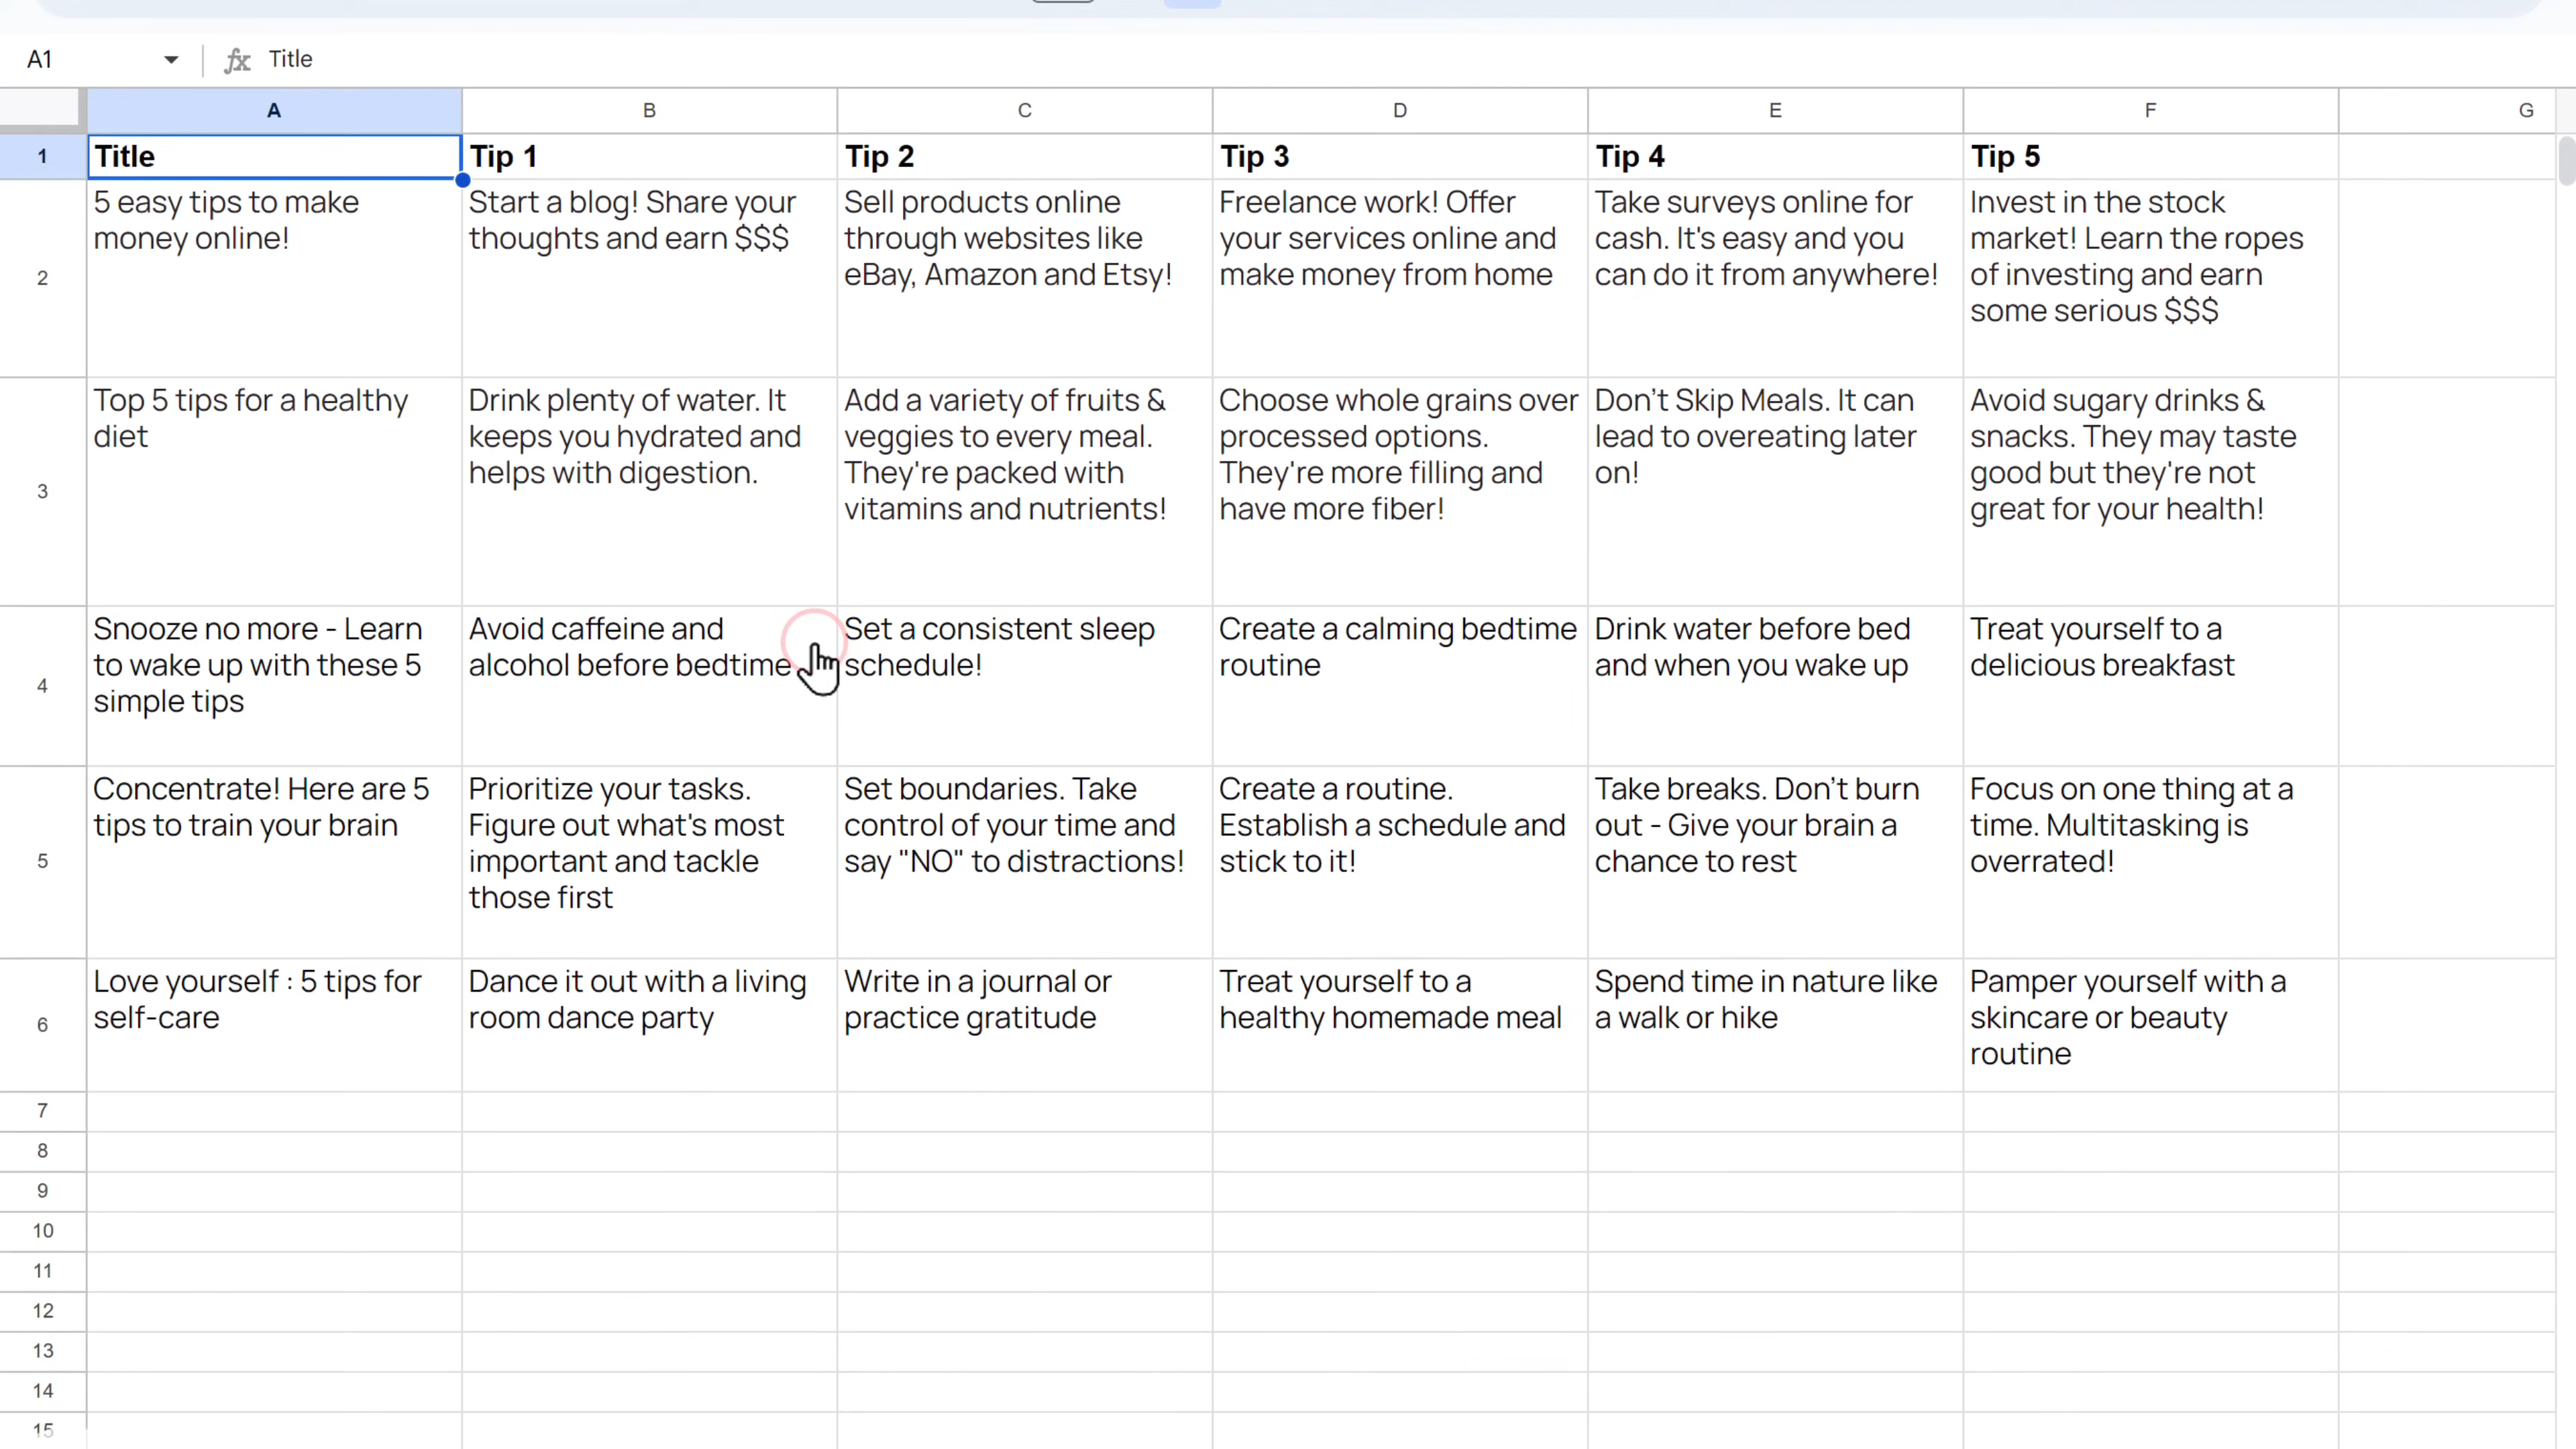 A1 fx Title
A B C D E F G
1 Title Tip 1 Tip 2 Tip 3 Tip 4 Tip 5
2
5 easy tips to make
money online!
Start a blog! Share your
thoughts and earn $$$
Sell products online
through websites like
eBay, Amazon and Etsy!
Freelance work! Offer
your services online and
make money from home
Take surveys online for
cash. It's easy and you
can do it from anywhere!
Invest in the stock
market! Learn the ropes
of investing and earn
some serious $$$
3
Top 5 tips for a healthy
diet
Drink plenty of water. It
keeps you hydrated and
helps with digestion.
Add a variety of fruits &
veggies to every meal.
They're packed with
vitamins and nutrients!
Choose whole grains over
processed options.
They're more filling and
have more fiber!
Don’t Skip Meals. It can
lead to overeating later
on!
Avoid sugary drinks &
snacks. They may taste
good but they're not
great for your health!
4
Snooze no more - Learn
to wake up with these 5
simple tips
Avoid caffeine and
alcohol before bedtime
Set a consistent sleep
schedule!
Create a calming bedtime
routine
Drink water before bed
and when you wake up
Treat yourself to a
delicious breakfast
5
Concentrate! Here are 5
tips to train your brain
Prioritize your tasks.
Figure out what's most
important and tackle
those first
Set boundaries. Take
control of your time and
say "NO" to distractions!
Create a routine.
Establish a schedule and
stick to it!
Take breaks. Don’t burn
out - Give your brain a
chance to rest
Focus on one thing at a
time. Multitasking is
overrated!
6
Love yourself : 5 tips for
self-care
Dance it out with a living
room dance party
Write in a journal or
practice gratitude
Treat yourself to a
healthy homemade meal
Spend time in nature like
a walk or hike
Pamper yourself with a
skincare or beauty
routine
7
8
9
10
11
12
13
14
15